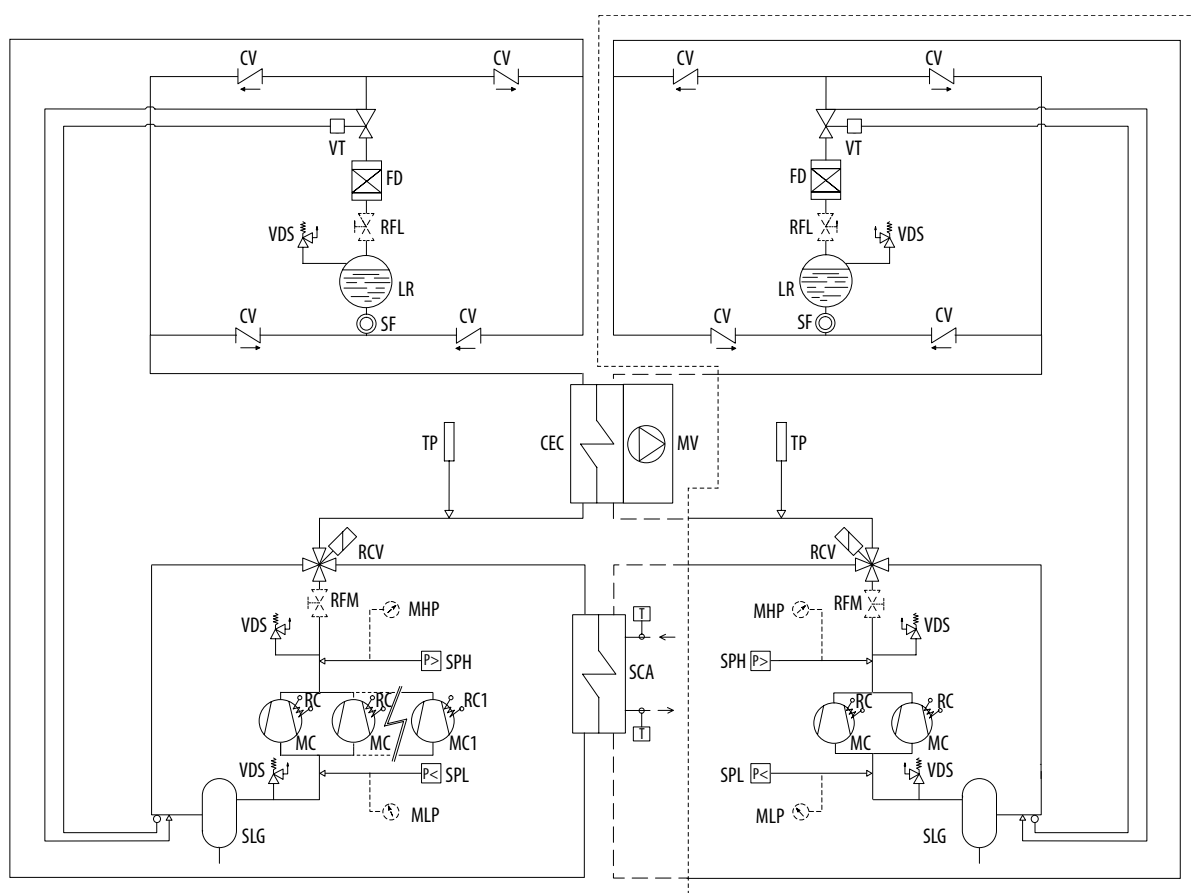 CV CV CV CV
VT VT
FD FD
RFL RFL
VDS VDS
LR LR
CV SF CV CV SF CV
TP CEC MV TP
RCV RCV
RFM MHP MHP RFM
VDS VDS
T
P> SPH SCA SPH P>
RC RC RC1 RC RC
MC MC MC1 MC MC
T
VDS P< SPL SPL P< VDS
MLP MLP
SLG SLG